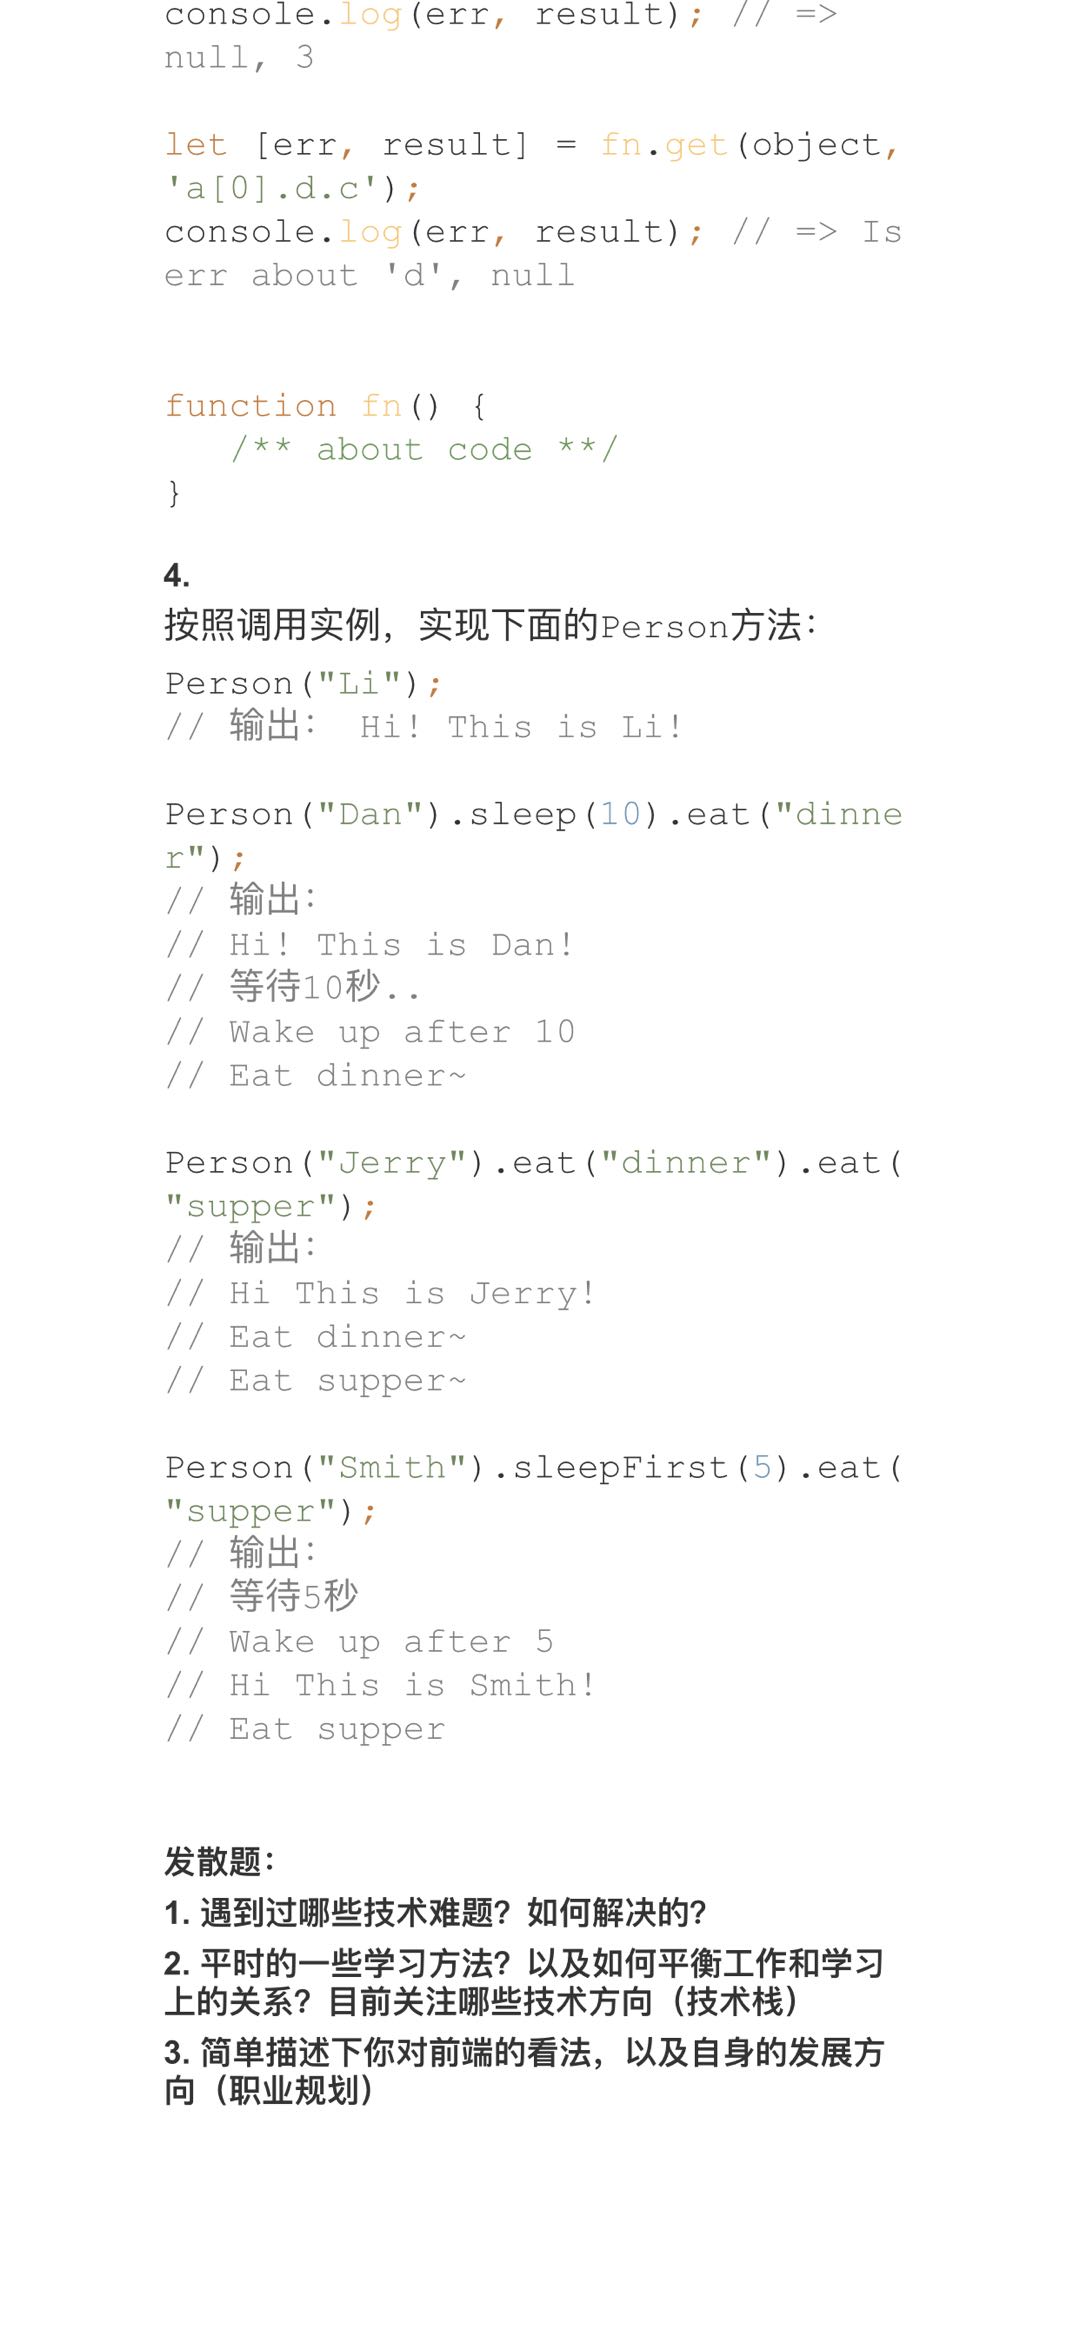 console.log(err, result); // =>
null, 3
let [err, result] = fn.get(object,
'a[0].d.c');
console.log(err, result); // => Is
err about 'd', null
function fn() {
/** about code **/
}
4.
按照调用实例，实现下面的Person方法：
Person("Li");
// 输出： Hi! This is Li!
Person("Dan").sleep(10).eat("dinne
r");
// 输出：
// Hi! This is Dan!
// 等待10秒..
// Wake up after 10
// Eat dinner~
Person("Jerry").eat("dinner").eat(
"supper");
// 输出：
// Hi This is Jerry!
// Eat dinner~
// Eat supper~
Person("Smith").sleepFirst(5).eat(
"supper");
// 输出：
// 等待5秒
// Wake up after 5
// Hi This is Smith!
// Eat supper
发散题：
1. 遇到过哪些技术难题？如何解决的？
2. 平时的一些学习方法？以及如何平衡工作和学习
上的关系？目前关注哪些技术方向（技术栈）
3. 简单描述下你对前端的看法，以及自身的发展方
向（职业规划）